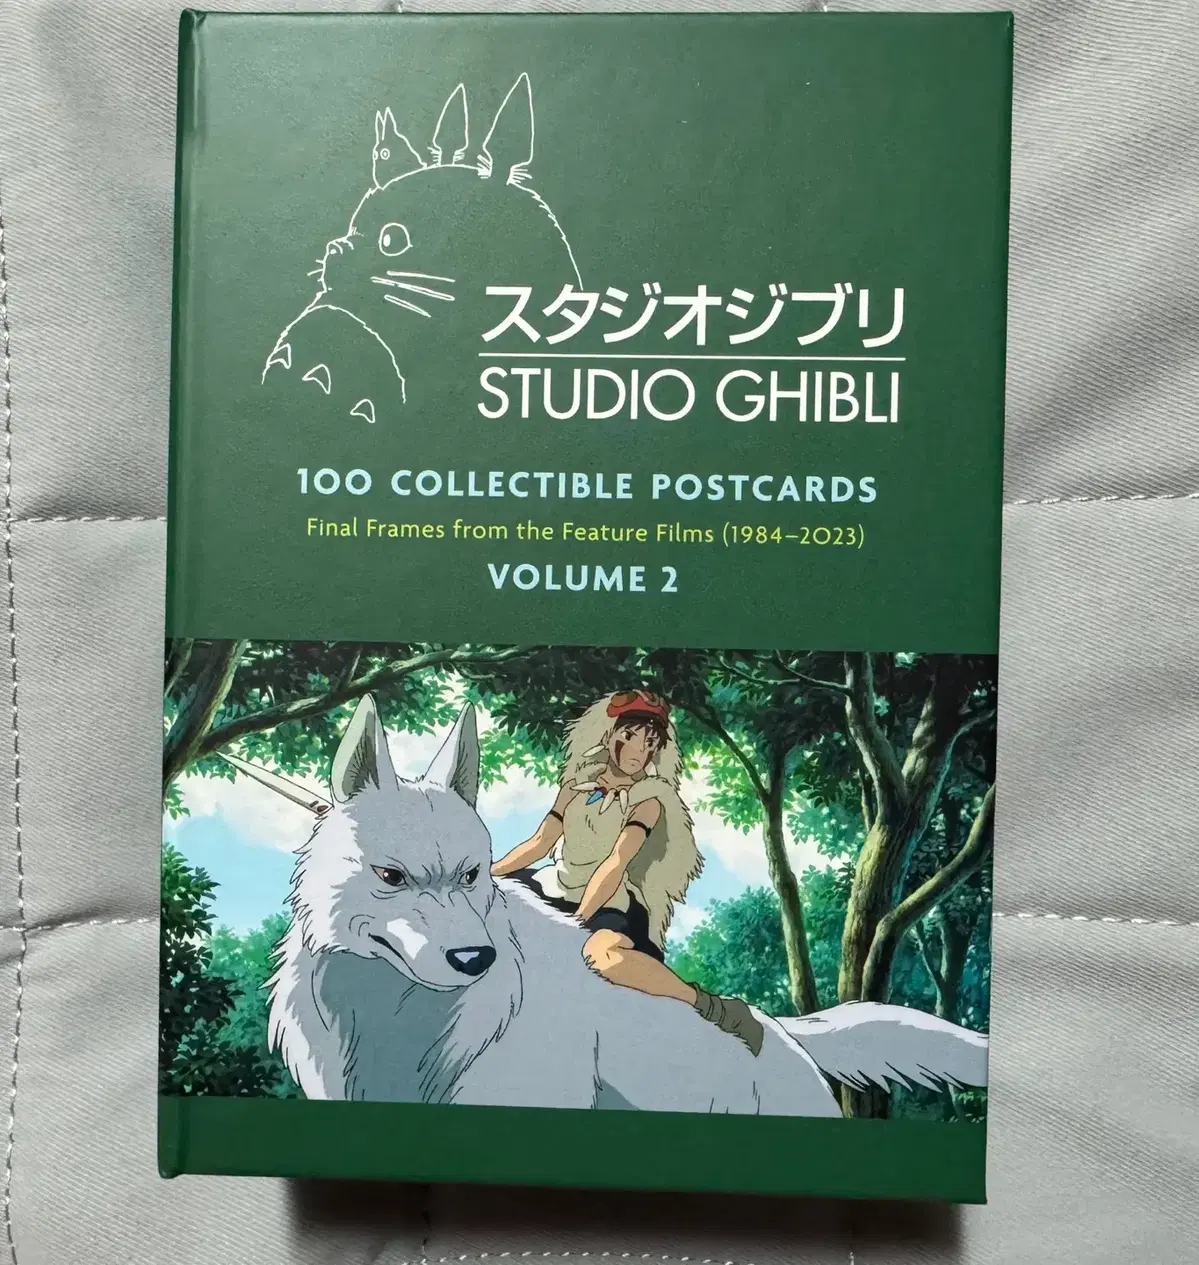 スタジオジブリ
STUDIO GHIBLI
100 COLLECTIBLE POSTCARDS
Final Frames from the Feature Films (1984–2023)
VOLUME 2